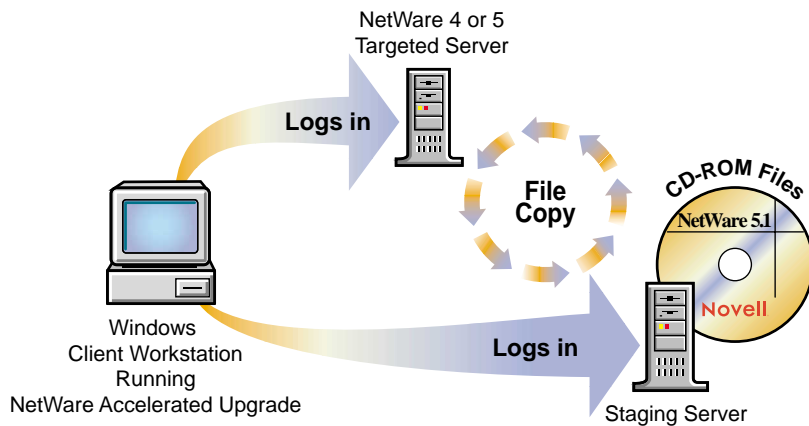 NetWare 4 or 5
Targeted Server
Logs in
File
Copy
CD-ROM Files
NetWare 5.1
Novell
Windows
Client Workstation
Running
NetWare Accelerated Upgrade
Logs in
Staging Server